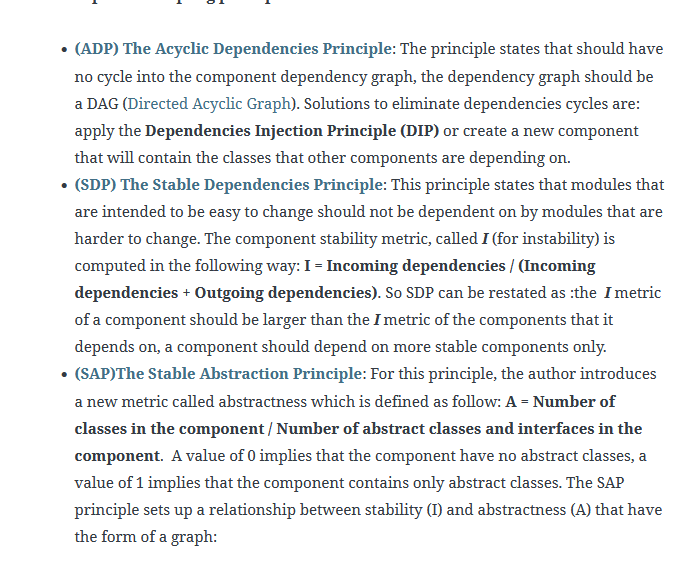 (ADP) The Acyclic Dependencies Principle: The principle states that should have
no cycle into the component dependency graph, the dependency graph should be
a DAG (Directed Acyclic Graph). Solutions to eliminate dependencies cycles are:
apply the Dependencies Injection Principle (DIP) or create a new component
that will contain the classes that other components are depending on.
(SDP) The Stable Dependencies Principle: This principle states that modules that
are intended to be easy to change should not be dependent on by modules that are
harder to change. The component stability metric, called I (for instability) is
computed in the following way: I = Incoming dependencies / (Incoming
dependencies + Outgoing dependencies). So SDP can be restated as :the I metric
of a component should be larger than the I metric of the components that it
depends on, a component should depend on more stable components only.
(SAP)The Stable Abstraction Principle: For this principle, the author introduces
a new metric called abstractness which is defined as follow: A = Number of
classes in the component / Number of abstract classes and interfaces in the
component. A value of 0 implies that the component have no abstract classes, a
value of 1 implies that the component contains only abstract classes. The SAP
principle sets up a relationship between stability (I) and abstractness (A) that have
the form of a graph: